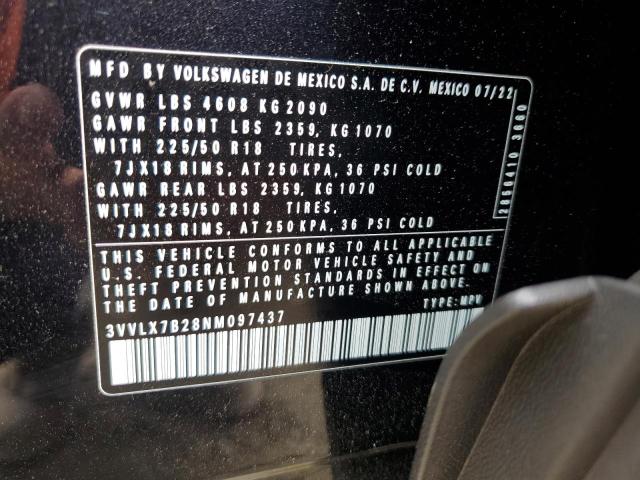 MFD BY VOLKSWAGEN DE MEXICO S.A. DE C.V. MEXICO 07/22
GVWR LBS 4608 KG 2090
GAWR FRONT LBS 2359, KG 1070
WITH 225/50 R18 TIRES,
7JX18 RIMS, AT 250 KPA, 36 PSI COLD
GAWR REAR LBS 2359, KG 1070
WITH 225/50 R18 TIRES,
7JX18 RIMS, AT 250 KPA, 36 PSI COLD
THIS VEHICLE CONFORMS TO ALL APPLICABLE
U.S. FEDERAL MOTOR VEHICLE SAFETY AND
THEFT PREVENTION STANDARDS IN EFFECT ON
THE DATE OF MANUFACTURE SHOWN ABOVE.
TYPE: MPV
3VVLX7B28NM097437